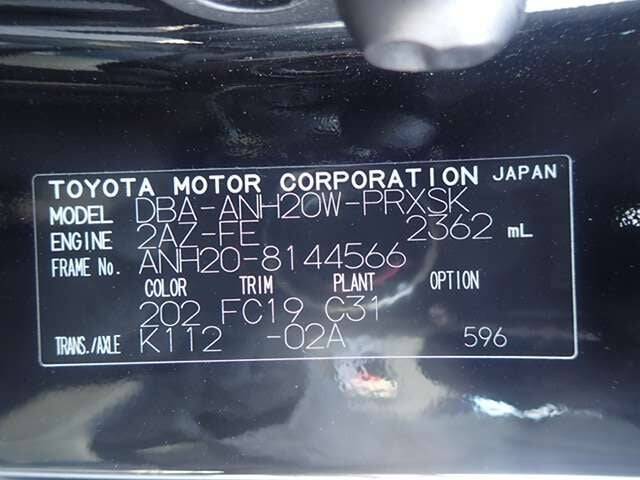 TOYOTA MOTOR CORPORATION JAPAN
MODEL DBA-ANH20W-PRXSK
ENGINE 2AZ-FE 2362 mL
FRAME No. ANH20-8144566
COLOR TRIM PLANT OPTION
202 FC19 C31
TRANS./AXLE K112 -02A 596